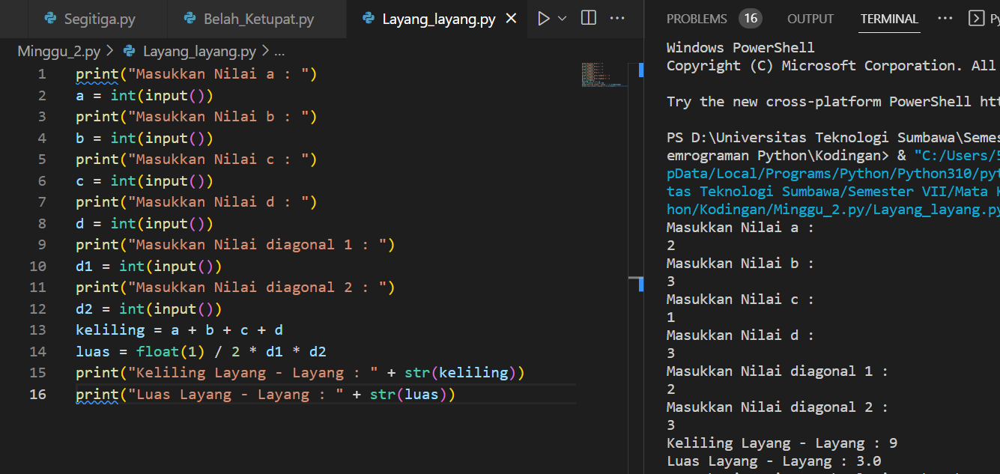 Segitiga.py Belah_Ketupat.py Layang_layang.py
Minggu_2.py > Layang_layang.py > ...
1 print("Masukkan Nilai a : ")
2 a = int(input())
3 print("Masukkan Nilai b : ")
4 b = int(input())
5 print("Masukkan Nilai c : ")
6 c = int(input())
7 print("Masukkan Nilai d : ")
8 d = int(input())
9 print("Masukkan Nilai diagonal 1 : ")
10 d1 = int(input())
11 print("Masukkan Nilai diagonal 2 : ")
12 d2 = int(input())
13 keliling = a + b + c + d
14 luas = float(1) / 2 * d1 * d2
15 print("Keliling Layang - Layang : " + str(keliling))
16 print("Luas Layang - Layang : " + str(luas))
PROBLEMS 16 OUTPUT TERMINAL ... Py
Windows PowerShell
Copyright (C) Microsoft Corporation. All
Try the new cross-platform PowerShell htt
PS D:\Universitas Teknologi Sumbawa\Semes
emrograman Python\Kodingan> & "C:/Users/5
pData/Local/Programs/Python/Python310/pyt
tas Teknologi Sumbawa/Semester VII/Mata K
hon/Kodingan/Minggu_2.py/Layang_layang.py
Masukkan Nilai a :
2
Masukkan Nilai b :
3
Masukkan Nilai c :
1
Masukkan Nilai d :
3
Masukkan Nilai diagonal 1 :
2
Masukkan Nilai diagonal 2 :
3
Keliling Layang - Layang : 9
Luas Layang - Layang : 3.0